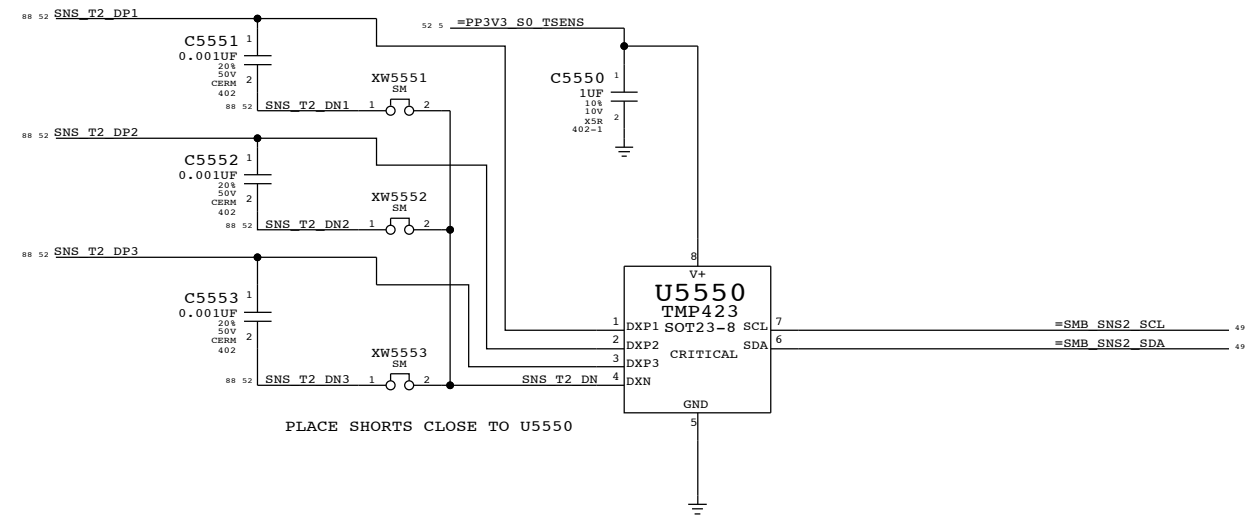 88 52 SNS_T2_DP1
C5551 1
0.001UF
20%
50V
CERM 2
402
88 52 SNS_T2_DN1
XW5551
SM
1 2
52 5 =PP3V3_S0_TSENS
C5550 1
1UF
10%
10V
X5R 2
402-1
88 52 SNS_T2_DP2
C5552 1
0.001UF
20%
50V
CERM 2
402
88 52 SNS_T2_DN2
XW5552
SM
1 2
88 52 SNS_T2_DP3
C5553 1
0.001UF
20%
50V
CERM 2
402
88 52 SNS_T2_DN3
XW5553
SM
1 2
SNS_T2_DN
8
V+
U5550
TMP423
SOT23-8
CRITICAL
1 DXP1
2 DXP2
3 DXP3
4 DXN
SCL 7
SDA 6
GND
5
=SMB_SNS2_SCL 49
=SMB_SNS2_SDA 49
PLACE SHORTS CLOSE TO U5550